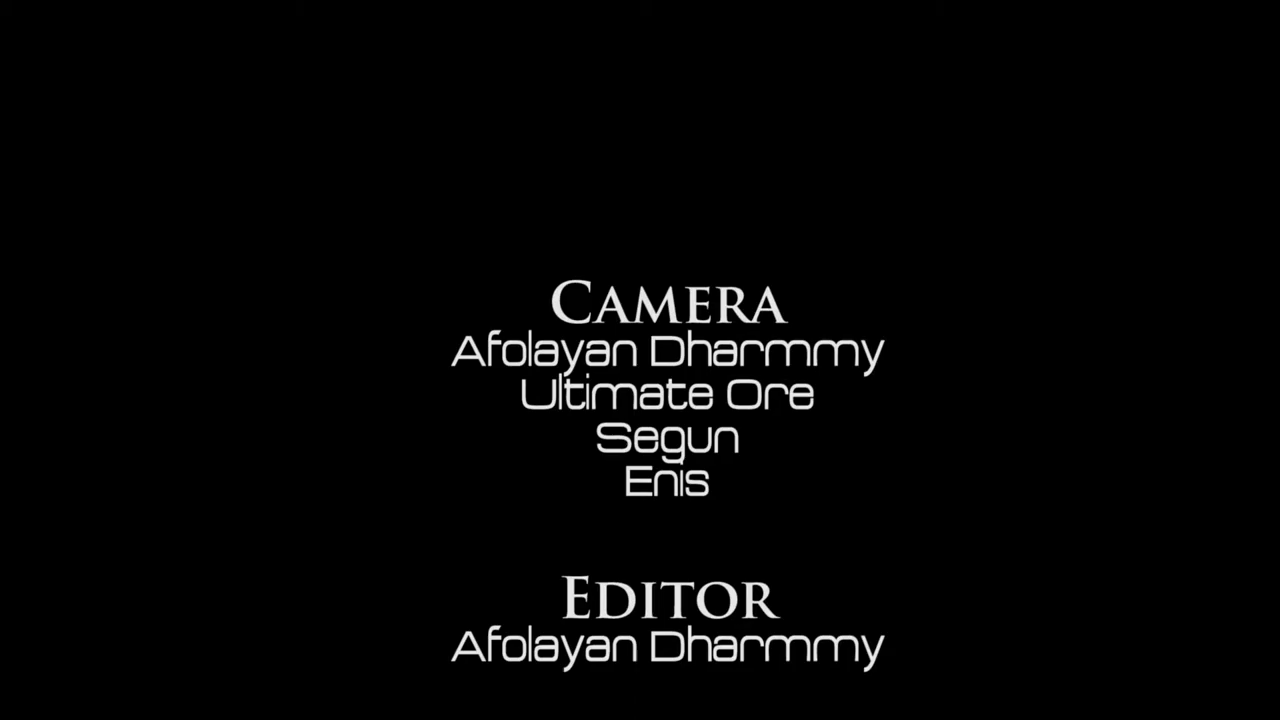 CAMERA
Afolayan Dharmmy
Ultimate Ore
Segun
Enis
EDITOR
Afolayan Dharmmy